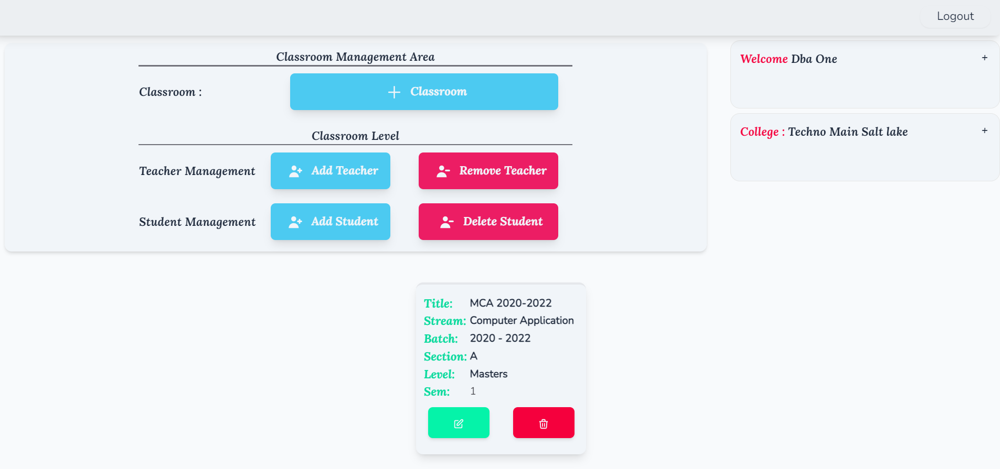 Logout
Classroom Management Area
Classroom :
+ Classroom
Classroom Level
Teacher Management
Add Teacher
Remove Teacher
Student Management
Add Student
Delete Student
Welcome Dba One +
College : Techno Main Salt lake +
Title: MCA 2020-2022
Stream: Computer Application
Batch: 2020 - 2022
Section: A
Level: Masters
Sem: 1